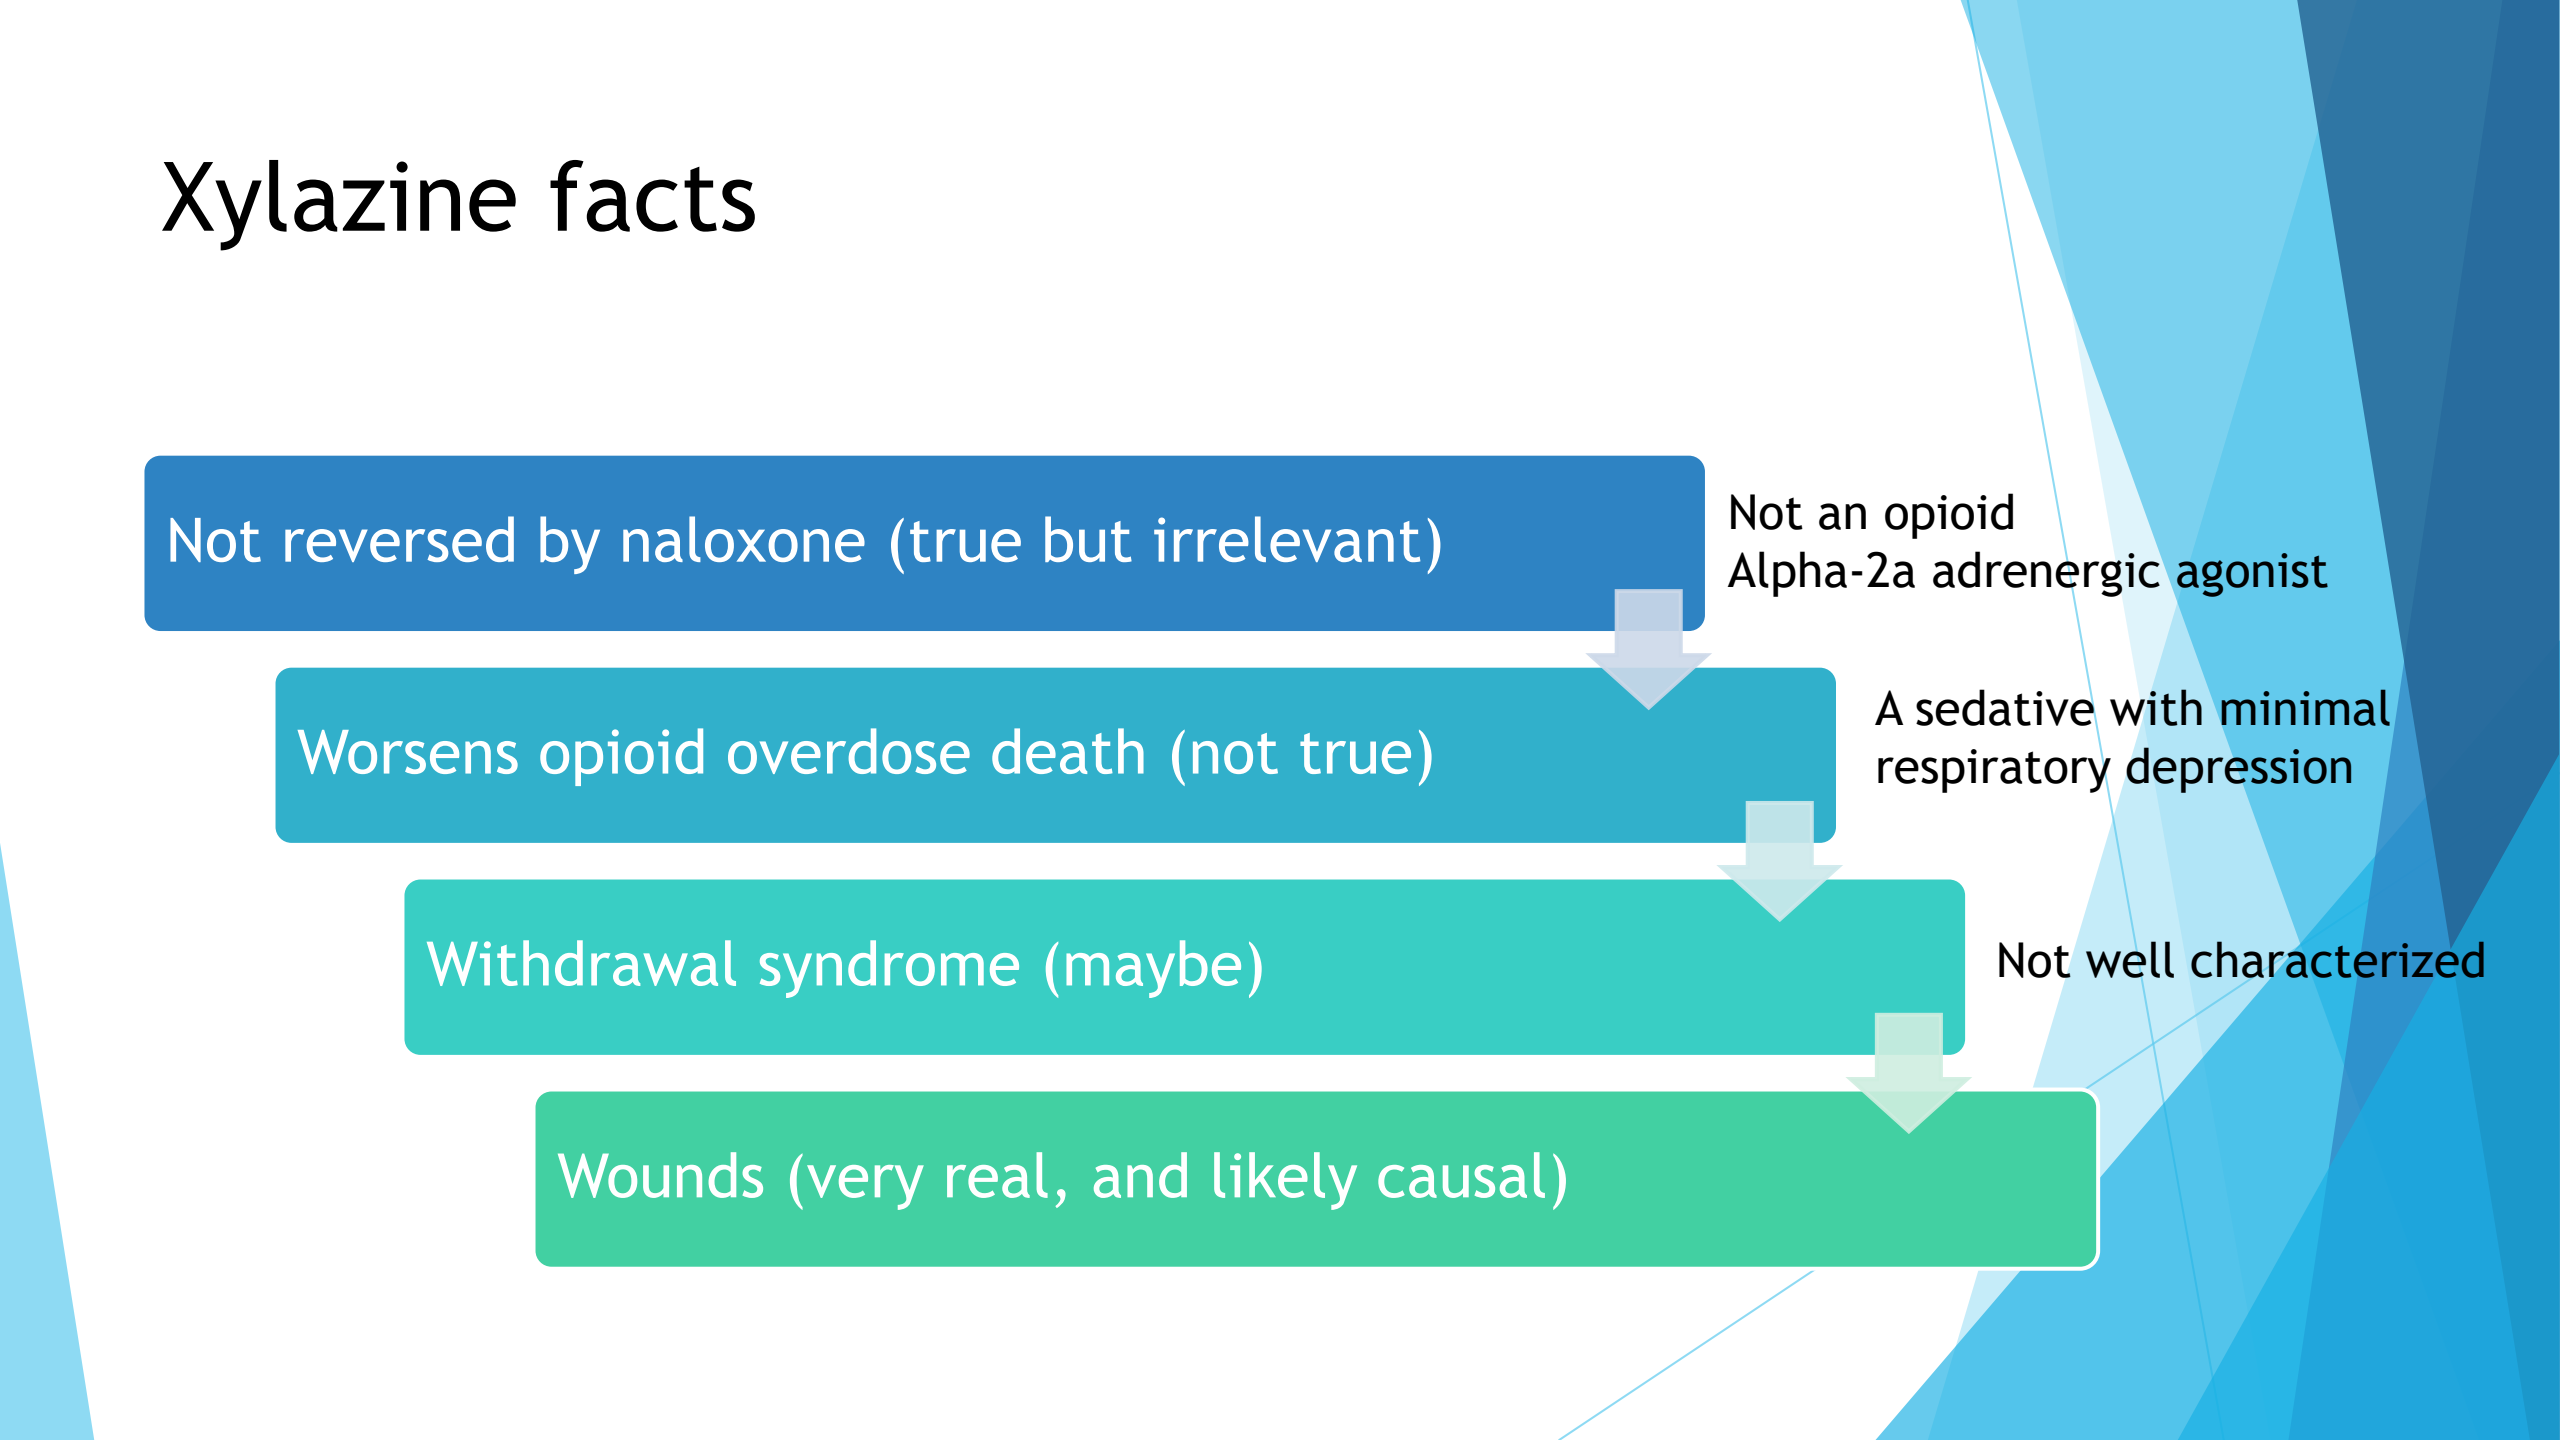 Xylazine facts
Not reversed by naloxone (true but irrelevant)
Not an opioid
Alpha-2a adrenergic agonist
Worsens opioid overdose death (not true)
A sedative with minimal
respiratory depression
Withdrawal syndrome (maybe)
Not well characterized
Wounds (very real, and likely causal)